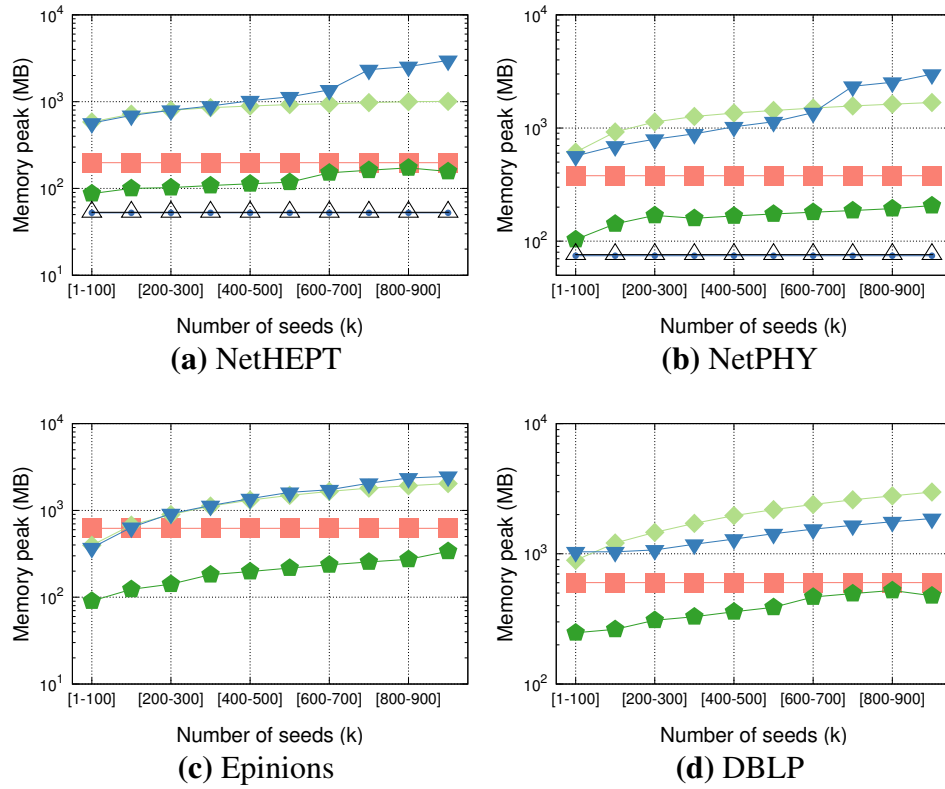 Memory peak (MB)
10^4
10^3
10^2
10^1
[1-100] [200-300] [400-500] [600-700] [800-900]
Number of seeds (k)
(a) NetHEPT
Memory peak (MB)
10^4
10^3
10^2
[1-100] [200-300] [400-500] [600-700] [800-900]
Number of seeds (k)
(b) NetPHY
Memory peak (MB)
10^4
10^3
10^2
10^1
[1-100] [200-300] [400-500] [600-700] [800-900]
Number of seeds (k)
(c) Epinions
Memory peak (MB)
10^4
10^3
10^2
[1-100] [200-300] [400-500] [600-700] [800-900]
Number of seeds (k)
(d) DBLP